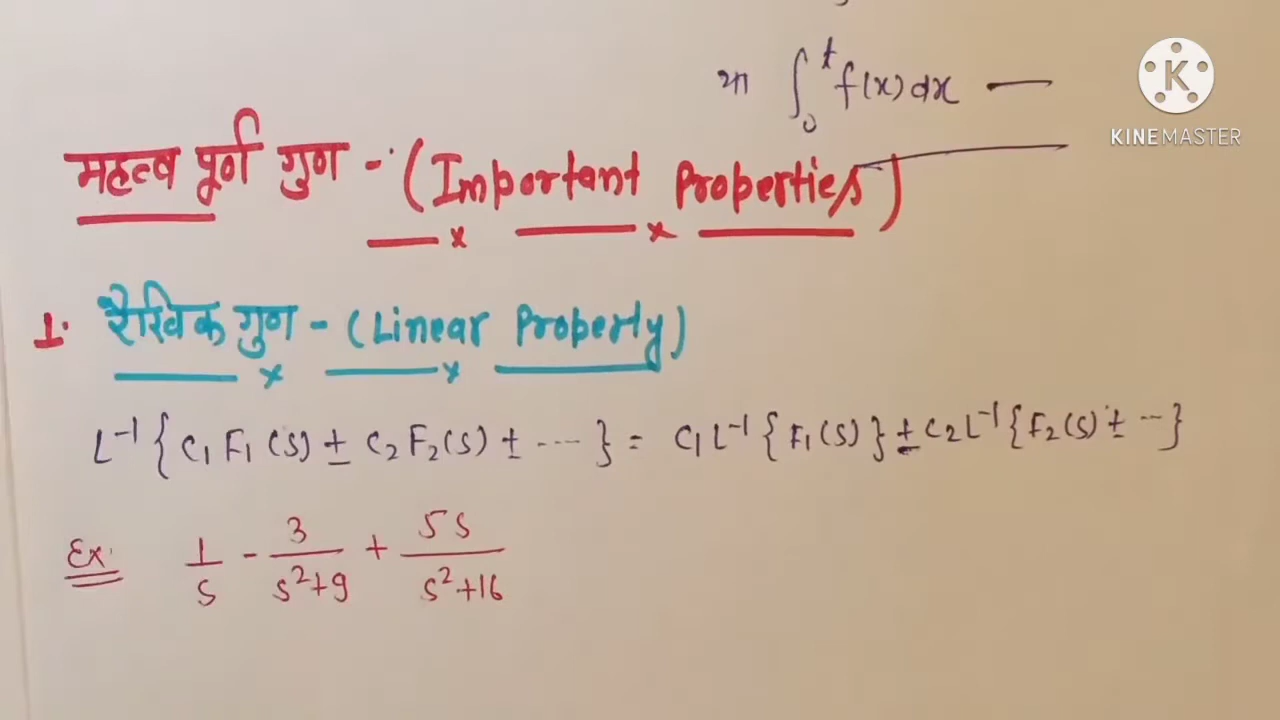 या ∫₀ᵗ f(x) dx —
KINEMASTER
महत्व पूर्ण गुण - (Important Properties)
1. रैखिक गुण - (Linear Property)
L⁻¹ { C₁ F₁ (s) ± C₂ F₂(s) ± ---- } = C₁ L⁻¹ { F₁(s) } ± C₂ L⁻¹ { F₂(s) ± --- }
Ex: 1/s - 3/(s²+9) + 5s/(s²+16)